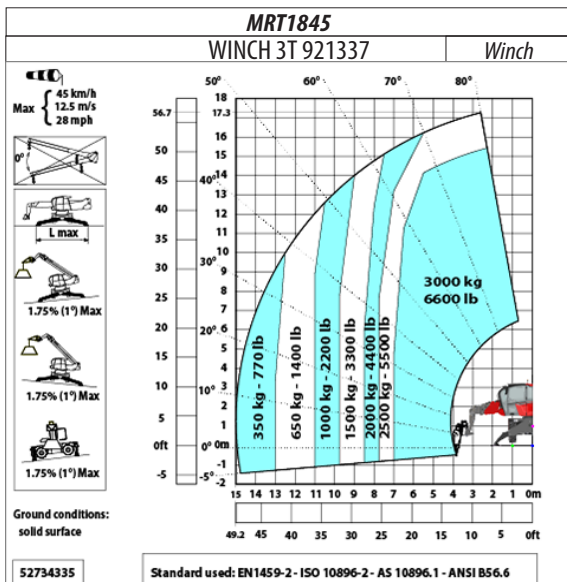 MRT1845
WINCH 3T 921337 Winch
Max { 45 km/h
12.5 m/s
28 mph
0°
L max
1.75% (1°) Max
1.75% (1°) Max
1.75% (1°) Max
Ground conditions:
solid surface
52734335
50° 60° 70° 80°
40°
30°
20°
10°
0°
-5°
56.7
50
45
40
35
30
25
20
15
10
5
0ft
-5
18
17.3
16
15
14
13
12
11
10
9
8
7
6
5
4
3
2
1
0m
-1
-2
350 kg - 770 lb
650 kg - 1400 lb
1000 kg - 2200 lb
1500 kg - 3300 lb
2000 kg - 4400 lb
2500 kg - 5500 lb
3000 kg
6600 lb
15 14 13 12 11 10 9 8 7 6 5 4 3 2 1 0m
49.2 45 40 35 30 25 20 15 10 5 0ft
Standard used: EN1459-2 - ISO 10896-2 - AS 10896.1 - ANSI B56.6